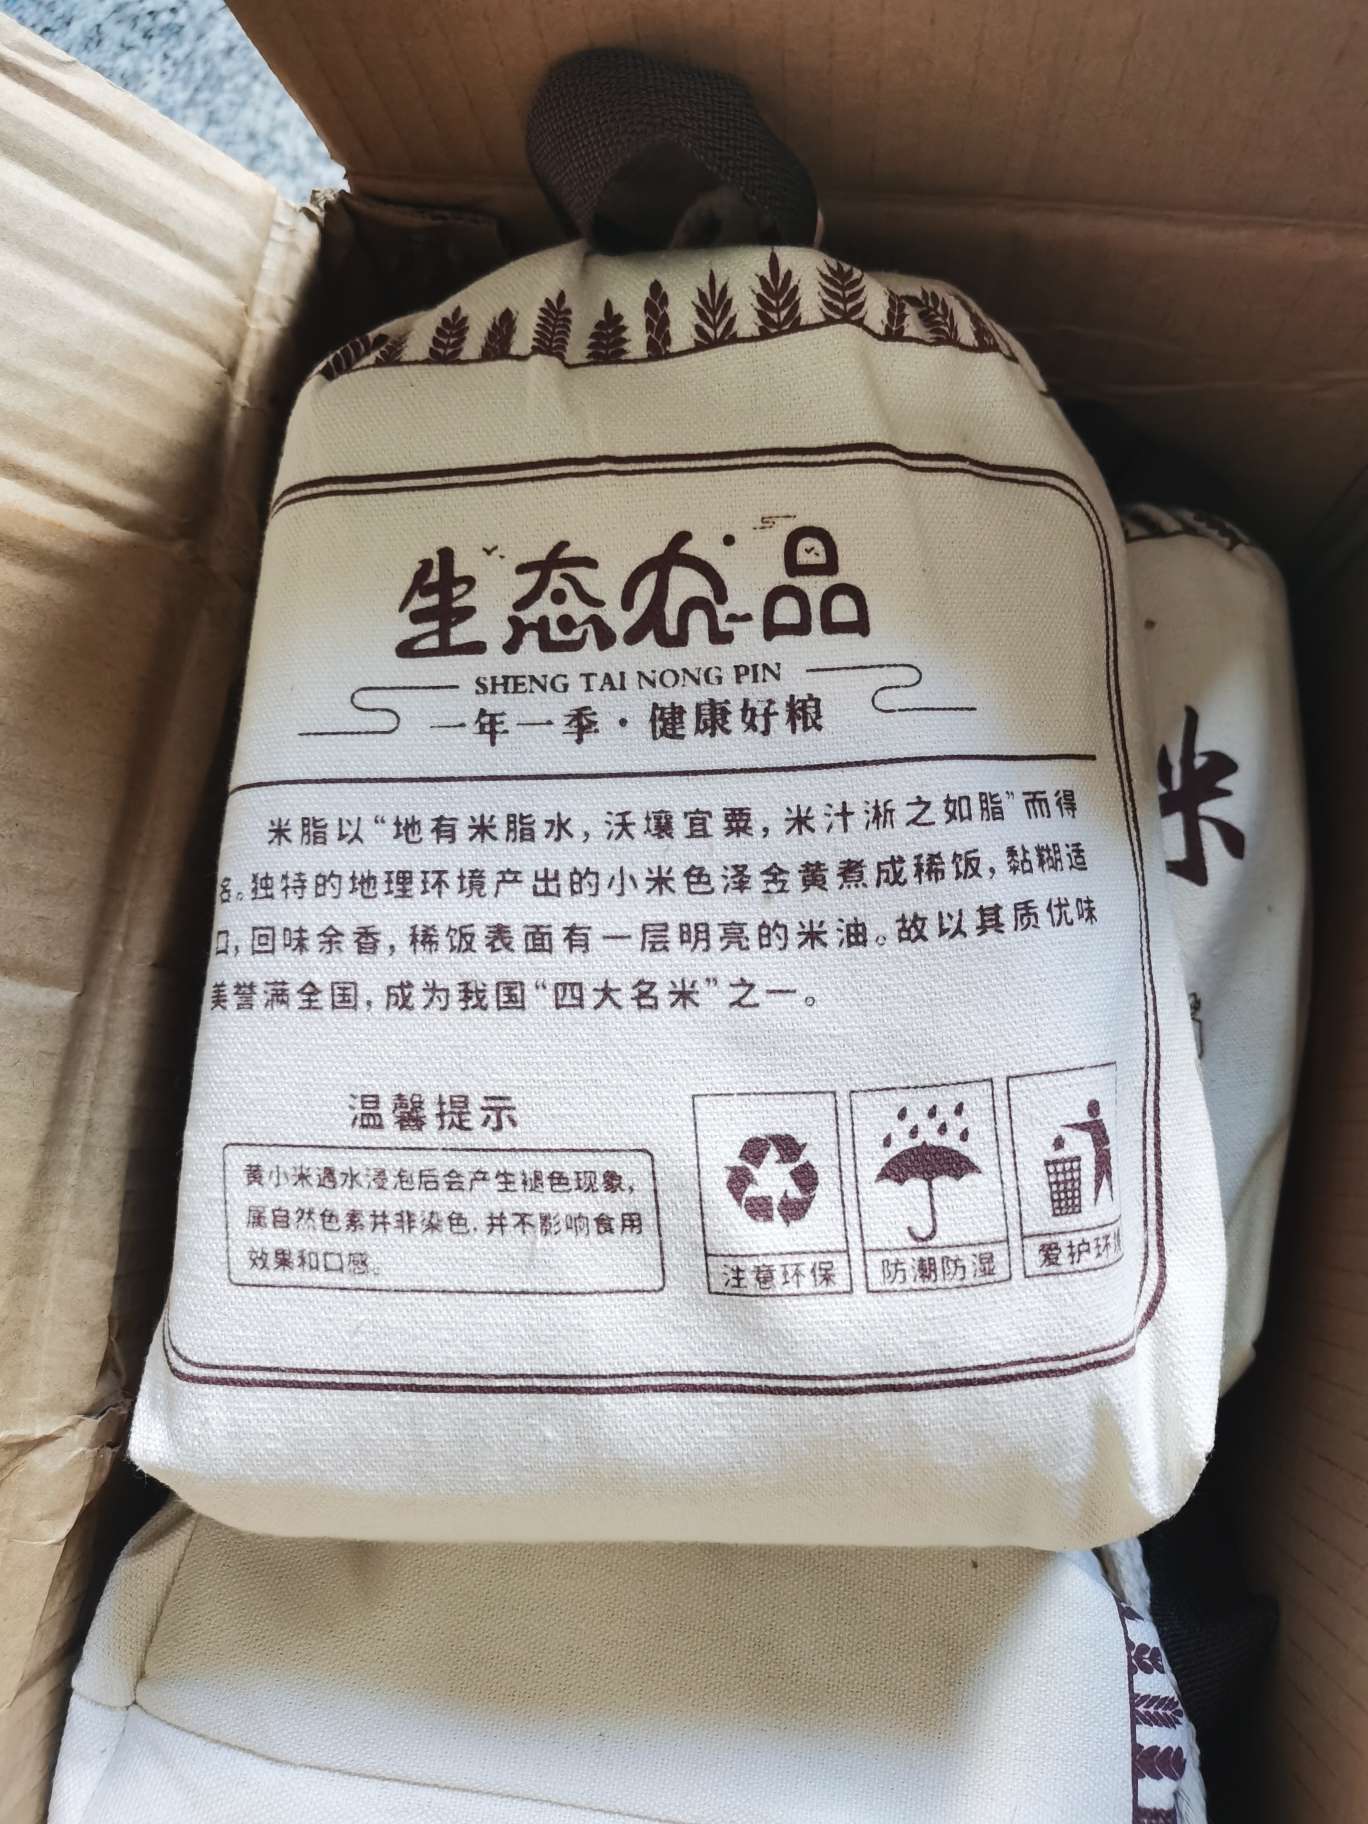 生态农品
SHENG TAI NONG PIN
一年一季·健康好粮
米脂以“地有米脂水，沃壤宜粟，米汁淅之如脂”而得
名。独特的地理环境产出的小米色泽金黄煮成稀饭，黏糊适
口，回味余香，稀饭表面有一层明亮的米油。故以其质优味
美誉满全国，成为我国“四大名米”之一。
温馨提示
黄小米遇水浸泡后会产生褪色现象，
属自然色素并非染色，并不影响食用
效果和口感。
注意环保
防潮防湿
爱护环
米